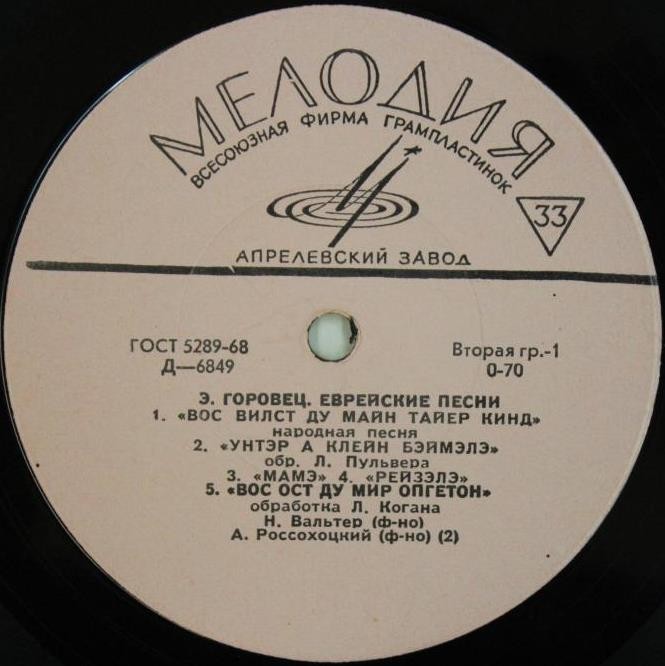 МЕЛОДИЯ
ВСЕСОЮЗНАЯ ФИРМА ГРАМПЛАСТИНОК
33
АПРЕЛЕВСКИЙ ЗАВОД
ГОСТ 5289-68
Вторая гр.-1
Д—6849
0-70
Э. ГОРОВЕЦ. ЕВРЕЙСКИЕ ПЕСНИ
1. «ВОС ВИЛСТ ДУ МАЙН ТАЙЕР КИНД»
народная песня
2. «УНТЭР А КЛЕЙН БЭЙМЭЛЭ»
обр. Л. Пульвера
3. «МАМЭ» 4. «РЕЙЗЭЛЭ»
5. «ВОС ОСТ ДУ МИР ОПГЕТОН»
обработка Л. Когана
Н. Вальтер (ф-но)
А. Россохоцкий (ф-но) (2)